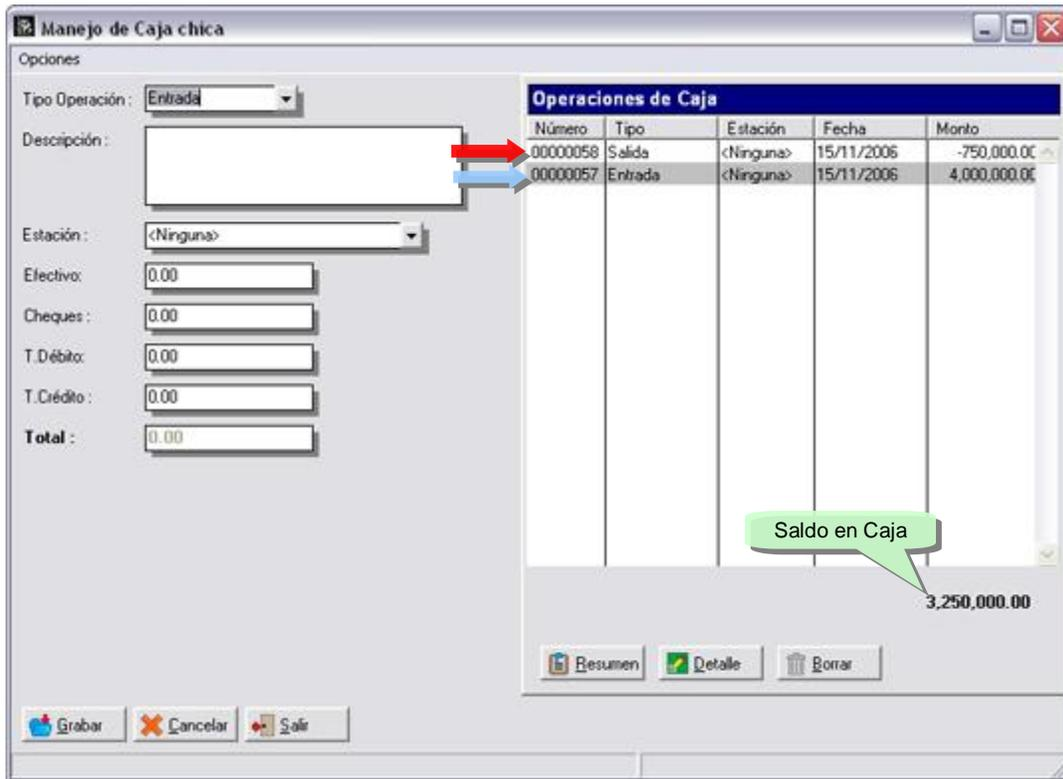 Manejo de Caja chica
Opciones
Tipo Operación : Entrada
Descripción :
Estación : <Ninguna>
Efectivo: 0.00
Cheques : 0.00
T.Débito: 0.00
T.Crédito : 0.00
Total : 0.00
Operaciones de Caja
Número Tipo Estación Fecha Monto
00000058 Salida <Ninguna> 15/11/2006 -750,000.00
00000057 Entrada <Ninguna> 15/11/2006 4,000,000.00
Saldo en Caja
3,250,000.00
Resumen Detalle Borrar
Grabar Cancelar Salir